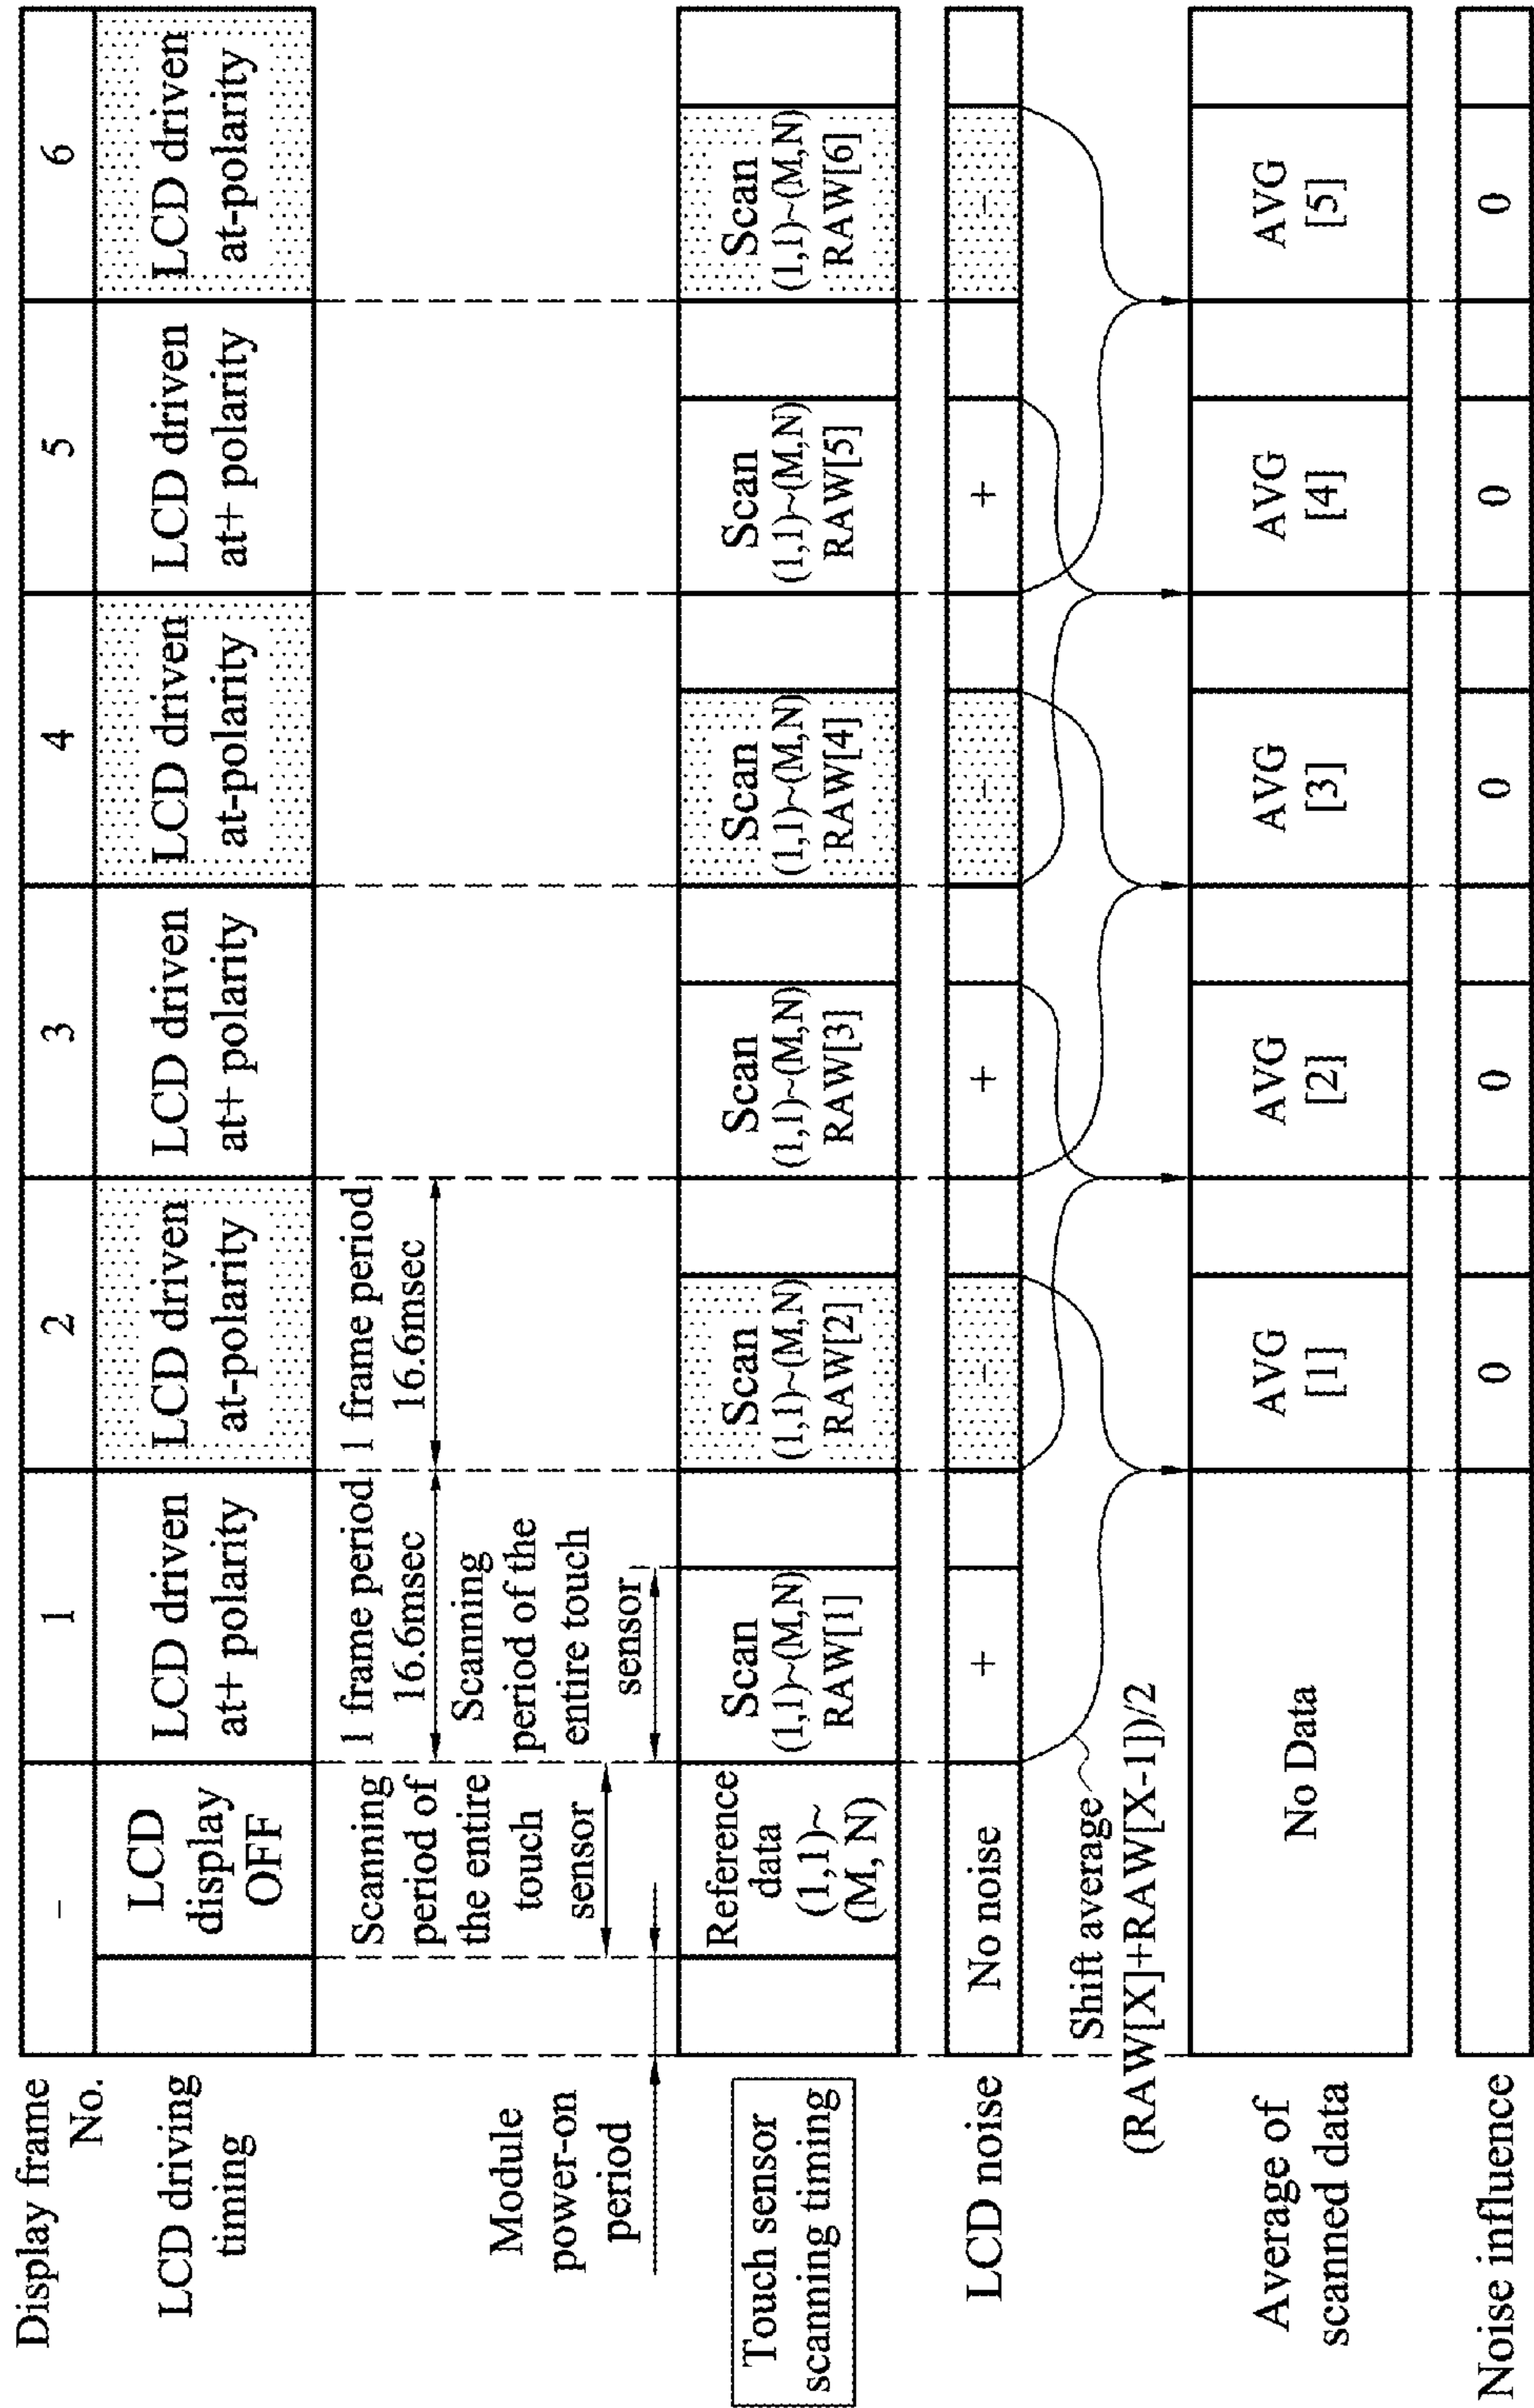 Display frame
No.
–
1
2
3
4
5
6
LCD driving
timing
LCD
display
OFF
LCD driven
at+ polarity
LCD driven
at-polarity
LCD driven
at+ polarity
LCD driven
at-polarity
LCD driven
at+ polarity
LCD driven
at-polarity
Module
power-on
period
Scanning
period of
the entire
touch
sensor
1 frame period
16.6msec
Scanning
period of the
entire touch
sensor
1 frame period
16.6msec
Touch sensor
scanning timing
Reference
data
(1,1)~
(M, N)
Scan
(1,1)~(M,N)
RAW[1]
Scan
(1,1)~(M,N)
RAW[2]
Scan
(1,1)~(M,N)
RAW[3]
Scan
(1,1)~(M,N)
RAW[4]
Scan
(1,1)~(M,N)
RAW[5]
Scan
(1,1)~(M,N)
RAW[6]
LCD noise
No noise
+
-
+
-
+
-
Shift average
(RAW[X]+RAW[X-1])/2
Average of
scanned data
No Data
AVG
[1]
AVG
[2]
AVG
[3]
AVG
[4]
AVG
[5]
Noise influence
0
0
0
0
0